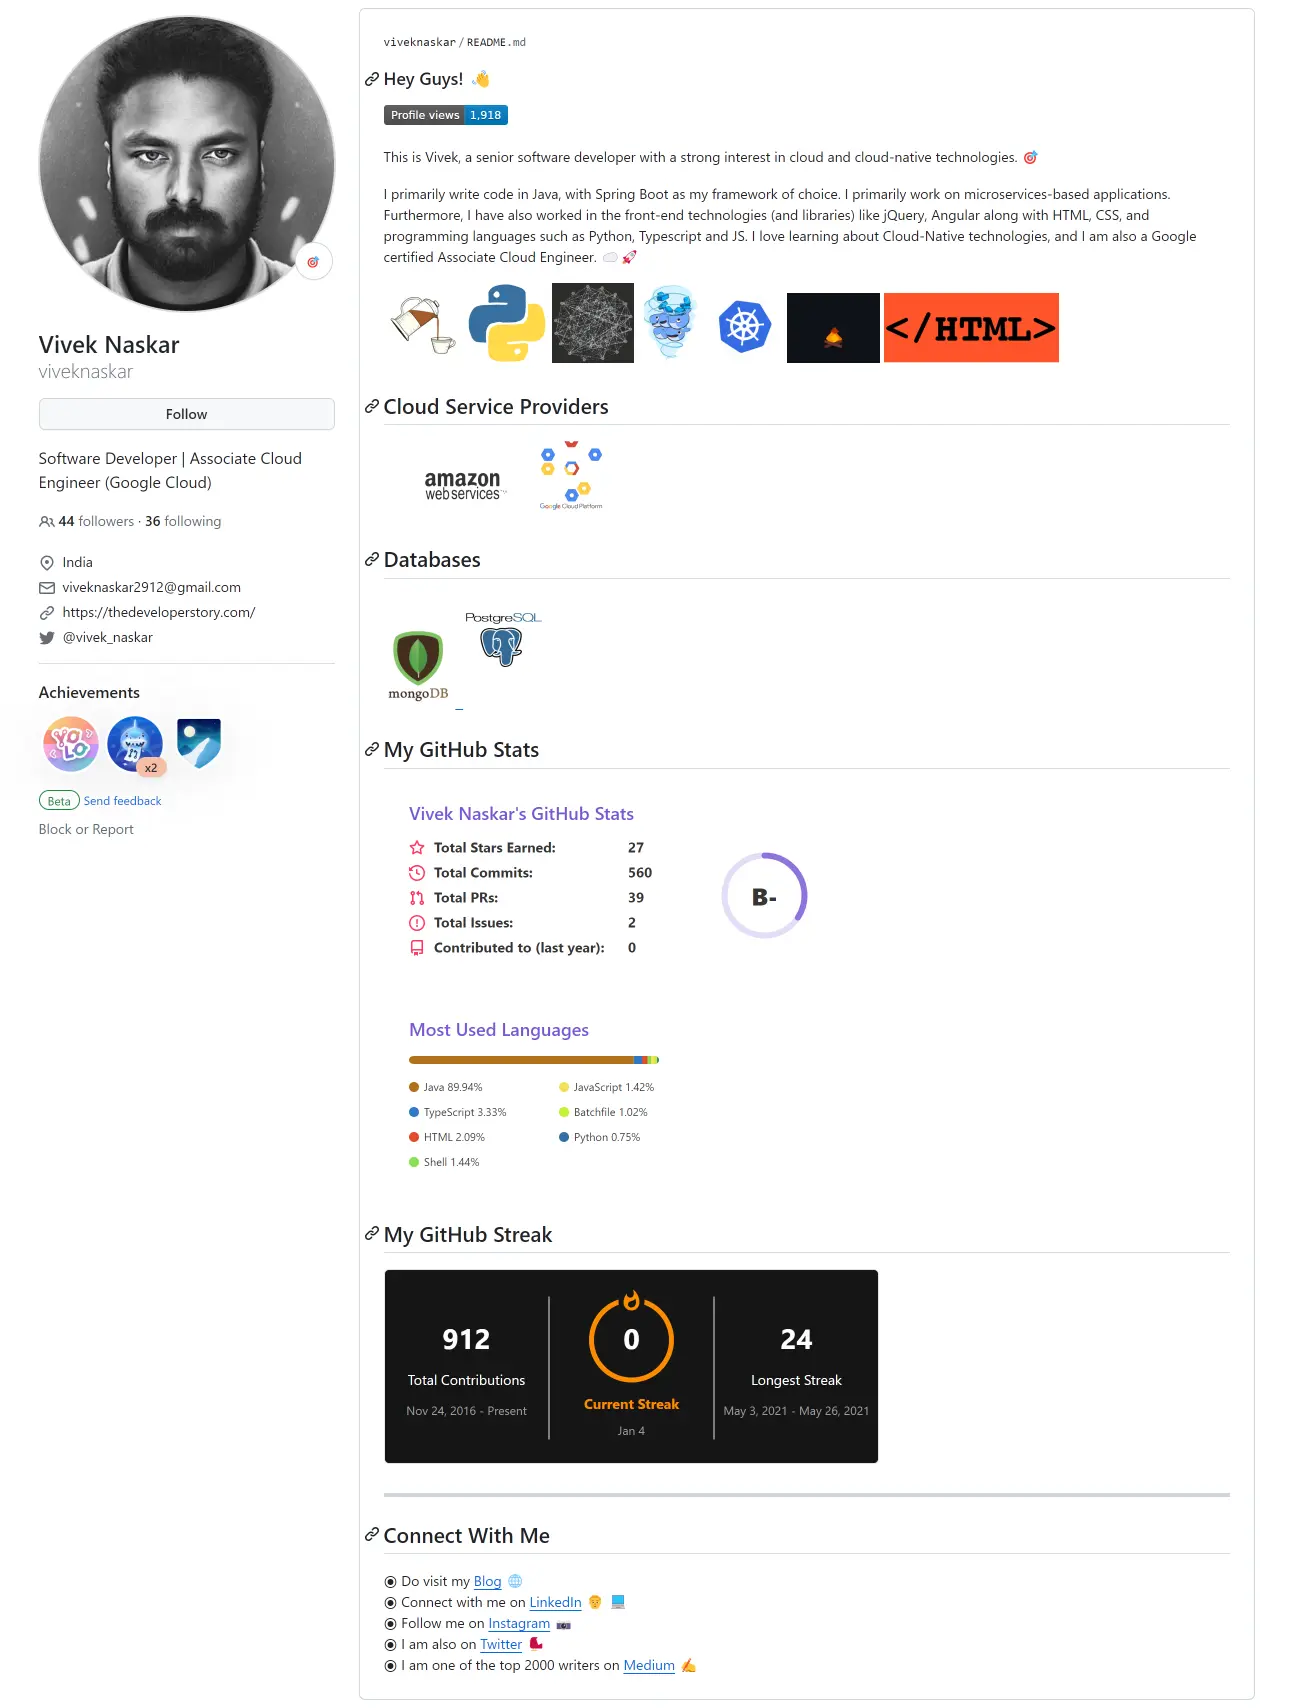 Vivek Naskar
viveknaskar
Follow
Software Developer | Associate Cloud
Engineer (Google Cloud)
44 followers · 36 following
India
viveknaskar2912@gmail.com
https://thedeveloperstory.com/
@vivek_naskar
Achievements
YOLO
x2
Beta Send feedback
Block or Report
viveknaskar/README.md
Hey Guys! 👋
Profile views 1,918
This is Vivek, a senior software developer with a strong interest in cloud and cloud-native technologies. 🎯
I primarily write code in Java, with Spring Boot as my framework of choice. I primarily work on microservices-based applications.
Furthermore, I have also worked in the front-end technologies (and libraries) like jQuery, Angular along with HTML, CSS, and
programming languages such as Python, Typescript and JS. I love learning about Cloud-Native technologies, and I am also a Google
certified Associate Cloud Engineer. ☁️🚀
</HTML>
Cloud Service Providers
amazon
web services™
Google Cloud Platform
Databases
PostgreSQL
mongoDB
My GitHub Stats
Vivek Naskar's GitHub Stats
Total Stars Earned: 27
Total Commits: 560
Total PRs: 39
Total Issues: 2
Contributed to (last year): 0
B-
Most Used Languages
Java 89.94%
JavaScript 1.42%
TypeScript 3.33%
Batchfile 1.02%
HTML 2.09%
Python 0.75%
Shell 1.44%
My GitHub Streak
912
Total Contributions
Nov 24, 2016 - Present
0
Current Streak
Jan 4
24
Longest Streak
May 3, 2021 - May 26, 2021
Connect With Me
Do visit my Blog 🌐
Connect with me on LinkedIn 👨‍💻
Follow me on Instagram 📷
I am also on Twitter
I am one of the top 2000 writers on Medium ✍️